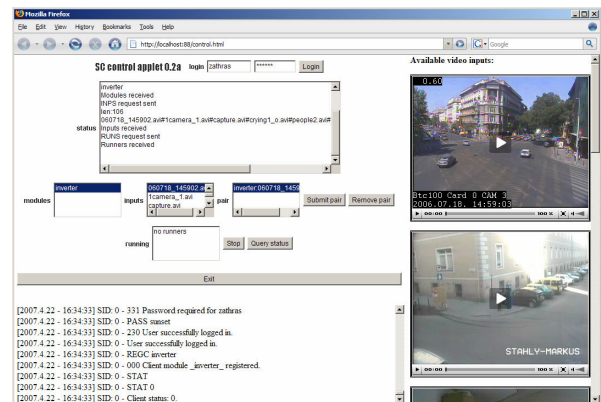 Mozilla Firefox
File Edit View History Bookmarks Tools Help
http://localhost:88/control.html
Google
SC control applet 0.2a login zathras ****** Login
status
inverter
Modules received
INPS request sent
len:106
060718_145902.avi#1camera_1.avi#capture.avi#crying1_o.avi#people2.avi#
Inputs received
RUNS request sent
Runners received
modules inverter
inputs 060718_145902.avi
1camera_1.avi
capture.avi
pair inverter:060718_1459
Submit pair Remove pair
running no runners Stop Query status
Exit
[2007.4.22 - 16:34:33] SID: 0 - 331 Password required for zathras
[2007.4.22 - 16:34:33] SID: 0 - PASS sunset
[2007.4.22 - 16:34:33] SID: 0 - 230 User successfully logged in.
[2007.4.22 - 16:34:33] SID: 0 - User successfully logged in.
[2007.4.22 - 16:34:33] SID: 0 - REGC inverter
[2007.4.22 - 16:34:33] SID: 0 - 000 Client module _inverter_ registered.
[2007.4.22 - 16:34:33] SID: 0 - STAT
[2007.4.22 - 16:34:33] SID: 0 - STAT 0
[2007.4.22 - 16:34:33] SID: 0 - Client status: 0.
Available video inputs:
0.60
Btc100 Card 0 CAM 3
2006.07.18. 14:59:03
00:00 100 %
STAHLY-MARKUS
00:00 100 %